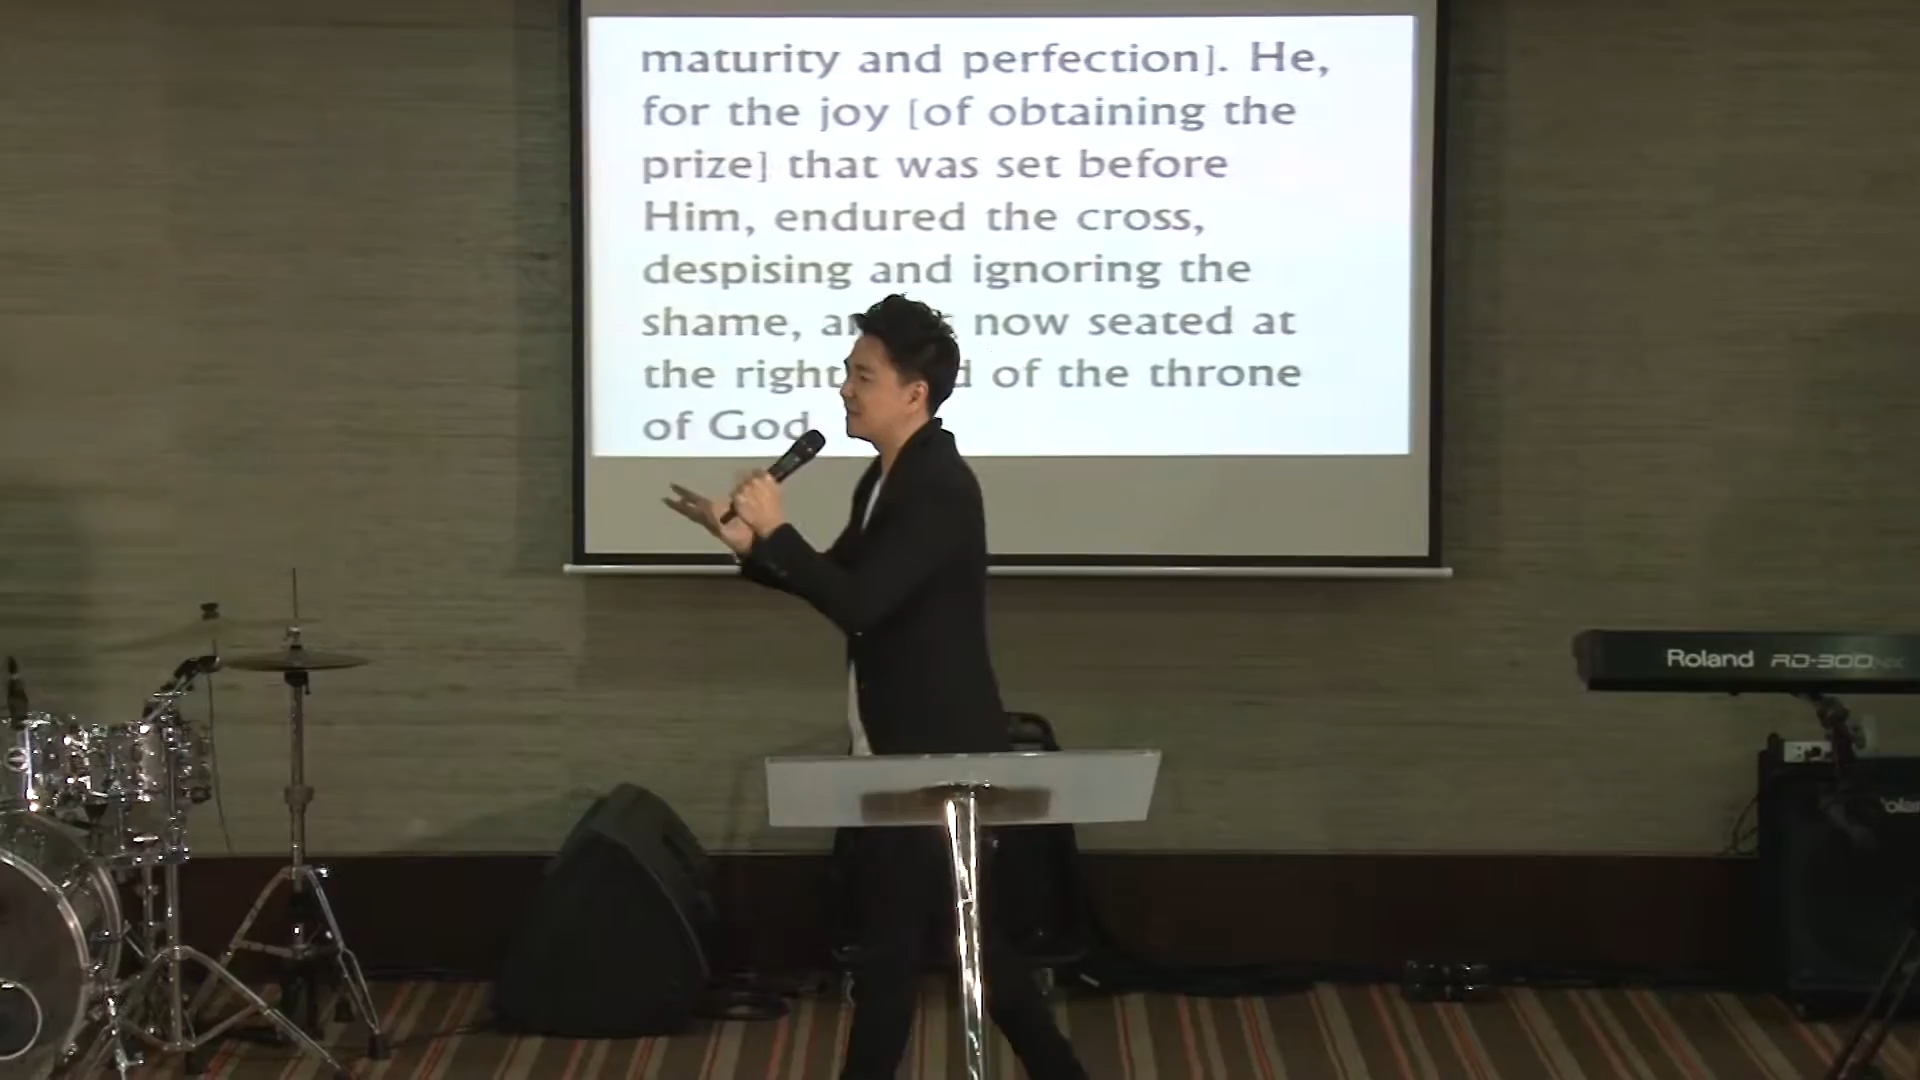 maturity and perfection]. He,
for the joy [of obtaining the
prize] that was set before
Him, endured the cross,
despising and ignoring the
shame, now seated at
the right of the throne
of God
Roland RD-300